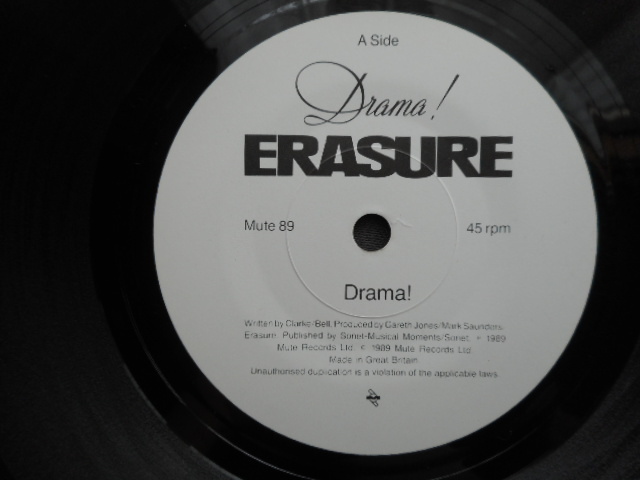 A Side
Drama!
ERASURE
Mute 89
45 rpm
Drama!
Written by Clarke/Bell. Produced by Gareth Jones/Mark Saunders.
Erasure. Published by Sonet-Musical Moments/Sonet. ℗ 1989
Mute Records Ltd. © 1989 Mute Records Ltd.
Made in Great Britain
Unauthorised duplication is a violation of the applicable laws.